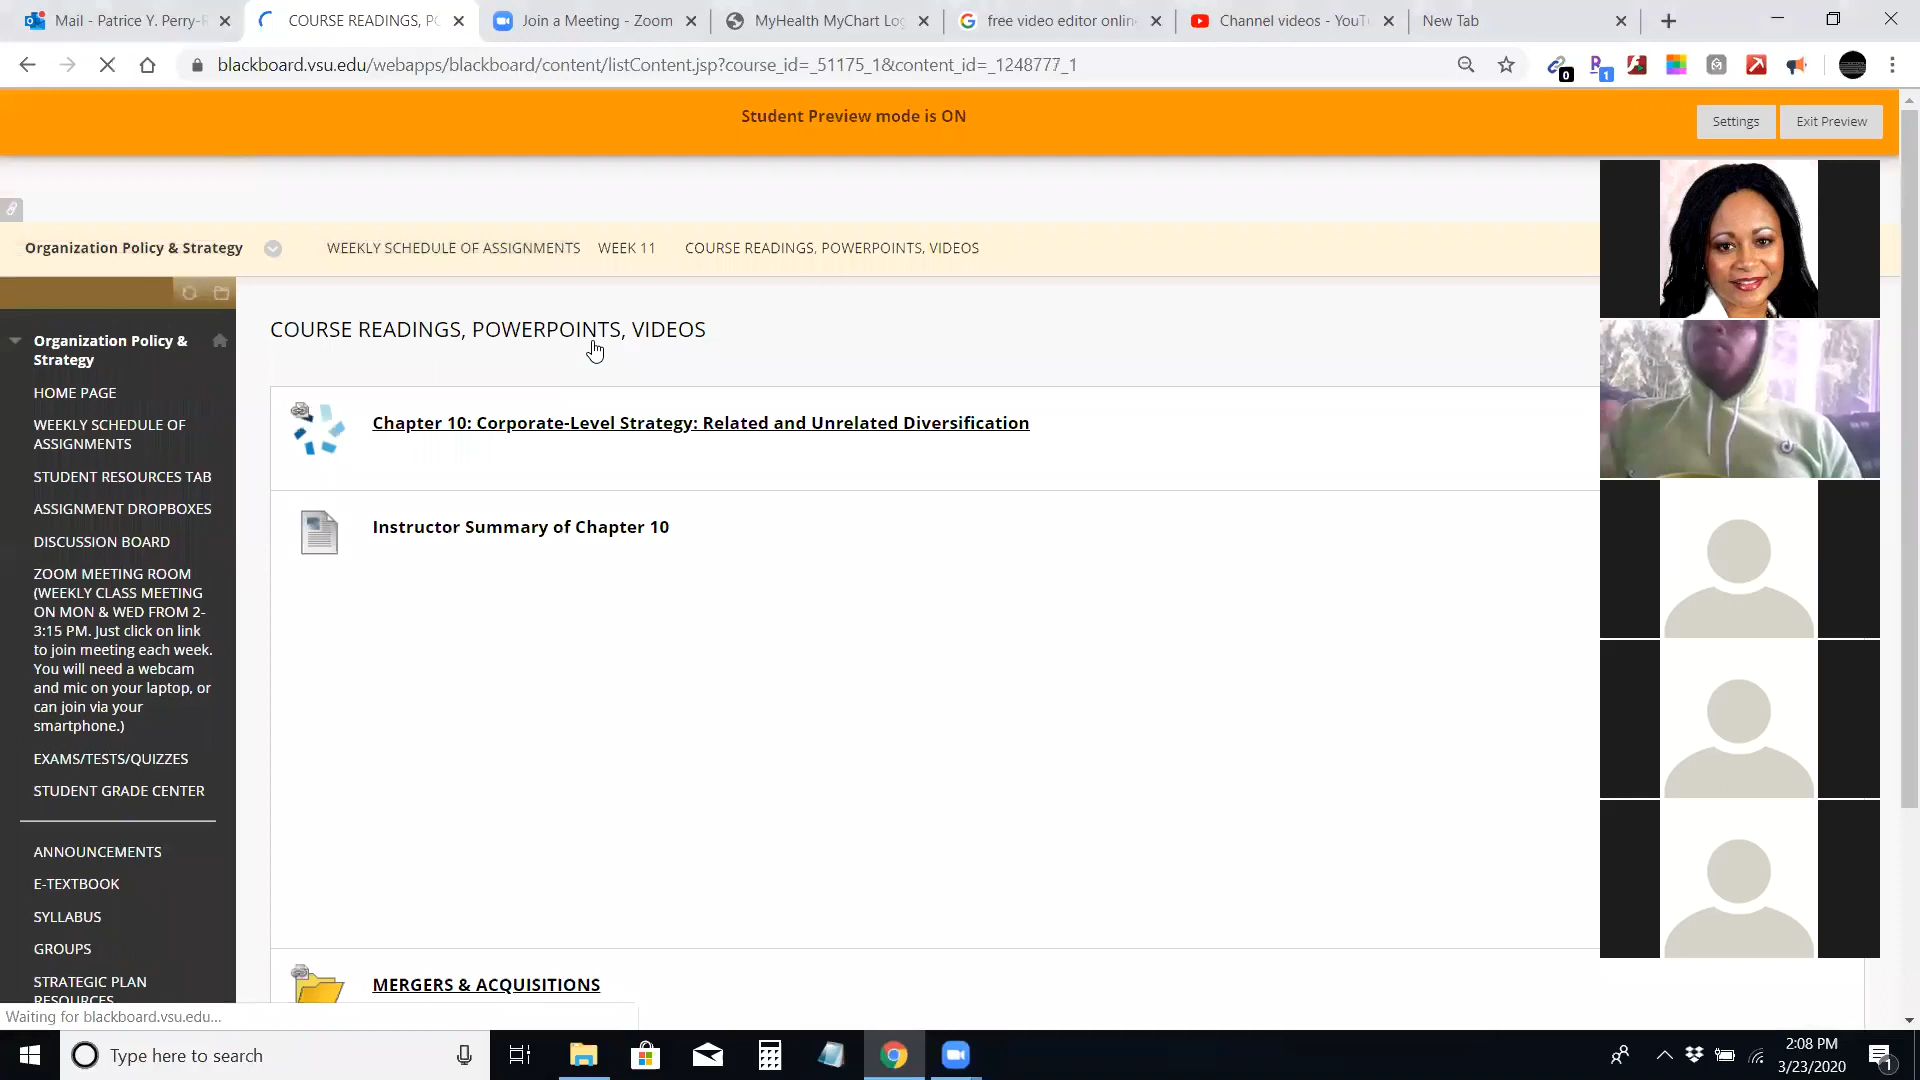 Mail - Patrice Y. Perry-R
COURSE READINGS, PO
Join a Meeting - Zoom
MyHealth MyChart Log
free video editor online
Channel videos - YouT
New Tab
blackboard.vsu.edu/webapps/blackboard/content/listContent.jsp?course_id=_51175_1&content_id=_1248777_1
0
1
Student Preview mode is ON
Settings
Exit Preview
Organization Policy & Strategy
WEEKLY SCHEDULE OF ASSIGNMENTS
WEEK 11
COURSE READINGS, POWERPOINTS, VIDEOS
Organization Policy &
Strategy
HOME PAGE
WEEKLY SCHEDULE OF
ASSIGNMENTS
STUDENT RESOURCES TAB
ASSIGNMENT DROPBOXES
DISCUSSION BOARD
ZOOM MEETING ROOM
(WEEKLY CLASS MEETING
ON MON & WED FROM 2-
3:15 PM. Just click on link
to join meeting each week.
You will need a webcam
and mic on your laptop, or
can join via your
smartphone.)
EXAMS/TESTS/QUIZZES
STUDENT GRADE CENTER
ANNOUNCEMENTS
E-TEXTBOOK
SYLLABUS
GROUPS
STRATEGIC PLAN
RESOURCES
COURSE READINGS, POWERPOINTS, VIDEOS
Chapter 10: Corporate-Level Strategy: Related and Unrelated Diversification
Instructor Summary of Chapter 10
MERGERS & ACQUISITIONS
Waiting for blackboard.vsu.edu...
Type here to search
2:08 PM
3/23/2020
1